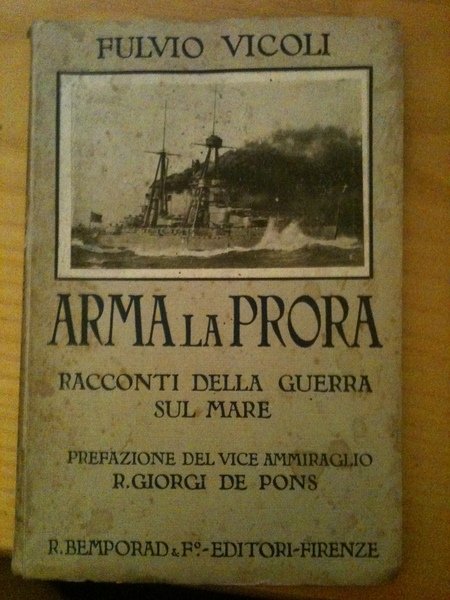 FULVIO VICOLI
ARMA LA PRORA
RACCONTI DELLA GUERRA
SUL MARE
PREFAZIONE DEL VICE AMMIRAGLIO
R. GIORGI DE PONS
R. BEMPORAD & Fº.-EDITORI-FIRENZE